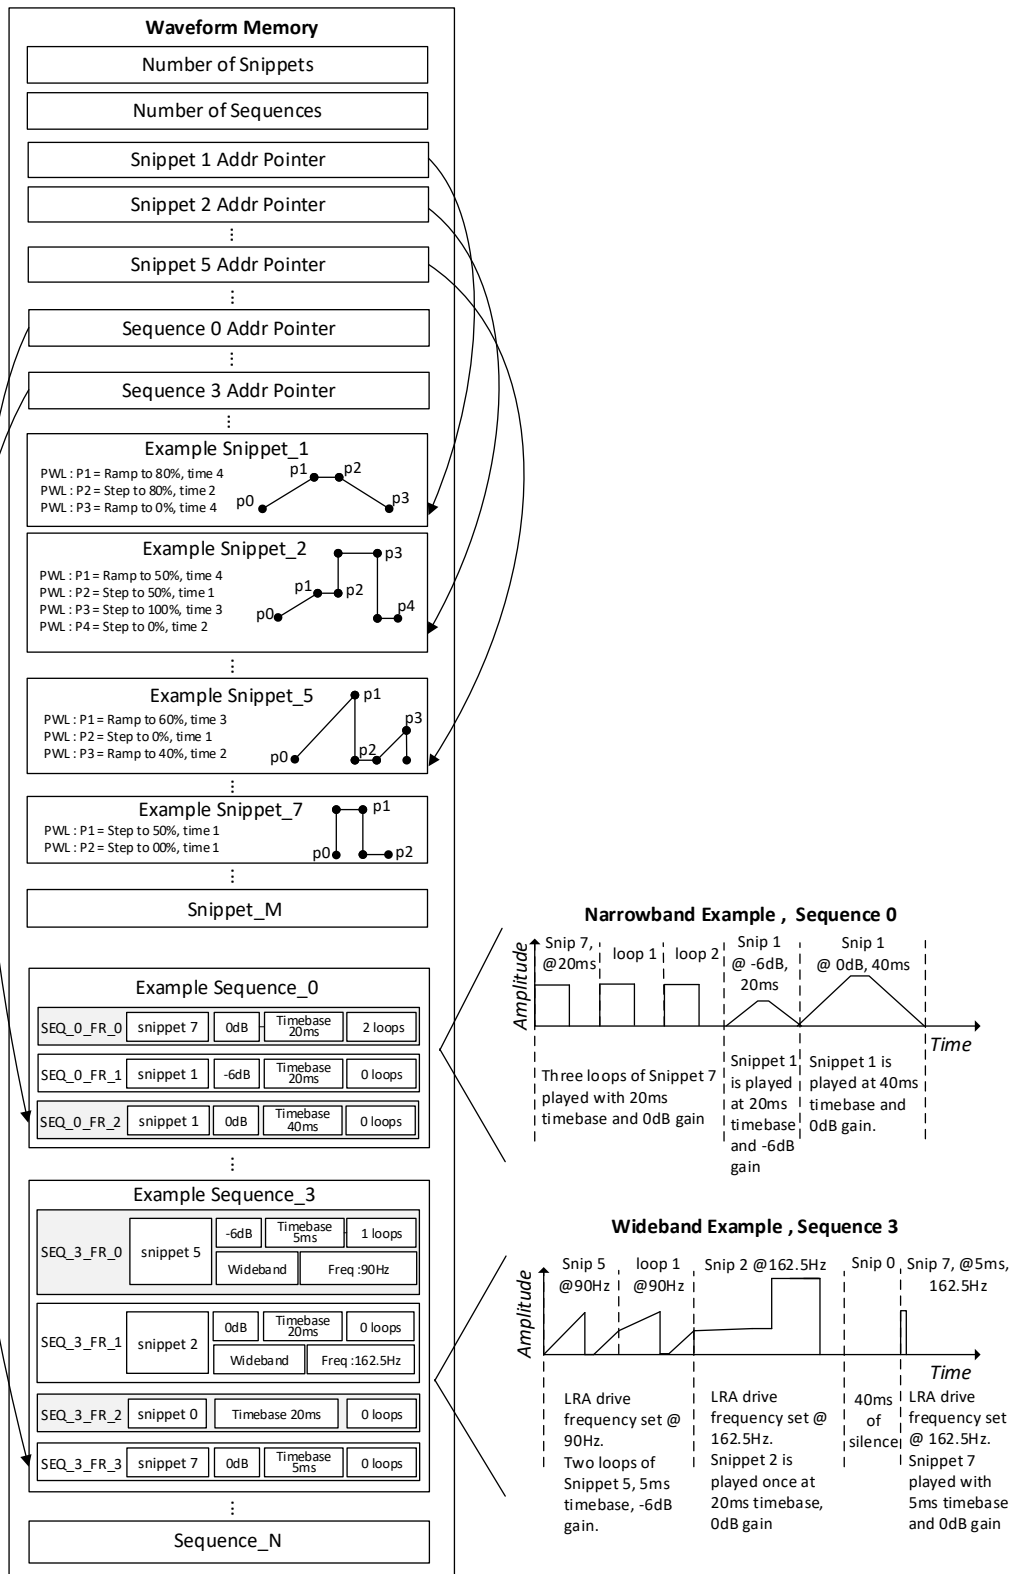 Waveform Memory
Number of Snippets
Number of Sequences
Snippet 1 Addr Pointer
Snippet 2 Addr Pointer
Snippet 5 Addr Pointer
Sequence 0 Addr Pointer
Sequence 3 Addr Pointer
Example Snippet_1
PWL : P1 = Ramp to 80%, time 4
PWL : P2 = Step to 80%, time 2
PWL : P3 = Ramp to 0%, time 4
p0
p1
p2
p3
Example Snippet_2
PWL : P1 = Ramp to 50%, time 4
PWL : P2 = Step to 50%, time 1
PWL : P3 = Step to 100%, time 3
PWL : P4 = Step to 0%, time 2
p0
p1
p2
p3
p4
Example Snippet_5
PWL : P1 = Ramp to 60%, time 3
PWL : P2 = Step to 0%, time 1
PWL : P3 = Ramp to 40%, time 2
p0
p1
p2
p3
Example Snippet_7
PWL : P1 = Step to 50%, time 1
PWL : P2 = Step to 00%, time 1
p0
p1
p2
Snippet_M
Example Sequence_0
SEQ_0_FR_0 snippet 7 0dB Timebase 2 loops
20ms
SEQ_0_FR_1 snippet 1 -6dB Timebase 0 loops
20ms
SEQ_0_FR_2 snippet 1 0dB Timebase 0 loops
40ms
Example Sequence_3
SEQ_3_FR_0 snippet 5
-6dB Timebase 1 loops
5ms
Wideband Freq :90Hz
SEQ_3_FR_1 snippet 2
0dB Timebase 0 loops
20ms
Wideband Freq :162.5Hz
SEQ_3_FR_2 snippet 0 Timebase 20ms 0 loops
SEQ_3_FR_3 snippet 7 0dB Timebase 0 loops
5ms
Sequence_N
Narrowband Example , Sequence 0
Amplitude
Snip 7,
@20ms
loop 1
loop 2
Snip 1
@ -6dB,
20ms
Snip 1
@ 0dB, 40ms
Time
Three loops of Snippet 7
played with 20ms
timebase and 0dB gain
Snippet 1
is played
at 20ms
timebase
and -6dB
gain
Snippet 1 is
played at 40ms
timebase and
0dB gain.
Wideband Example , Sequence 3
Amplitude
Snip 5
@90Hz
loop 1
@90Hz
Snip 2 @162.5Hz
Snip 0
Snip 7, @5ms,
162.5Hz
Time
LRA drive
frequency set @
90Hz.
Two loops of
Snippet 5, 5ms
timebase, -6dB
gain.
LRA drive
frequency set @
162.5Hz.
Snippet 2 is
played once at
20ms timebase,
0dB gain
40ms
of
silence
LRA drive
frequency set
@ 162.5Hz.
Snippet 7
played with
5ms timebase
and 0dB gain